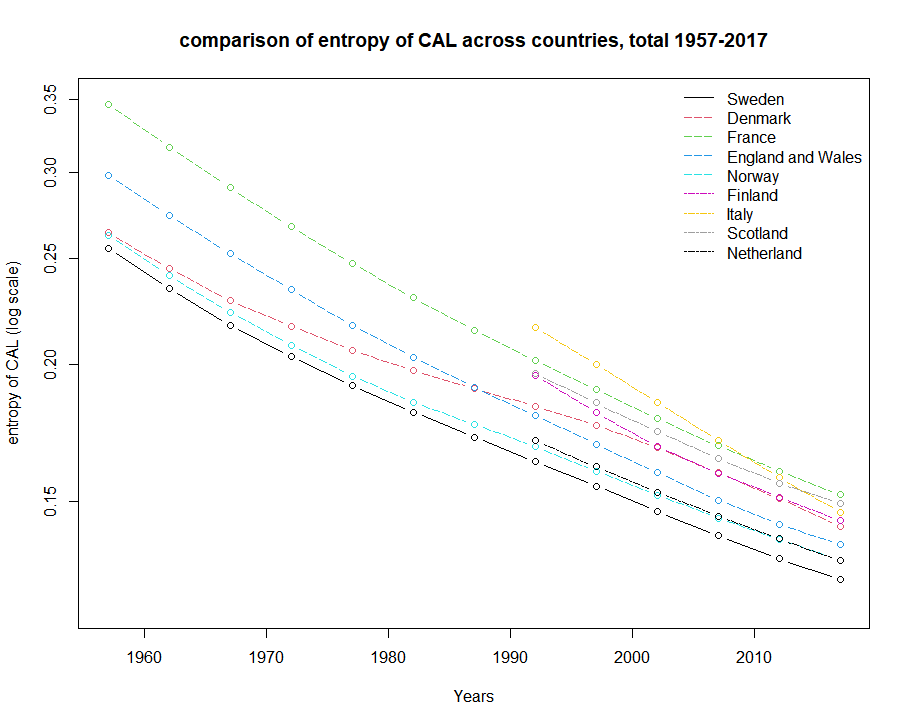 comparison of entropy of CAL across countries, total 1957-2017
entropy of CAL (log scale)
0.35
0.30
0.25
0.20
0.15
Sweden
Denmark
France
England and Wales
Norway
Finland
Italy
Scotland
Netherland
1960 1970 1980 1990 2000 2010
Years